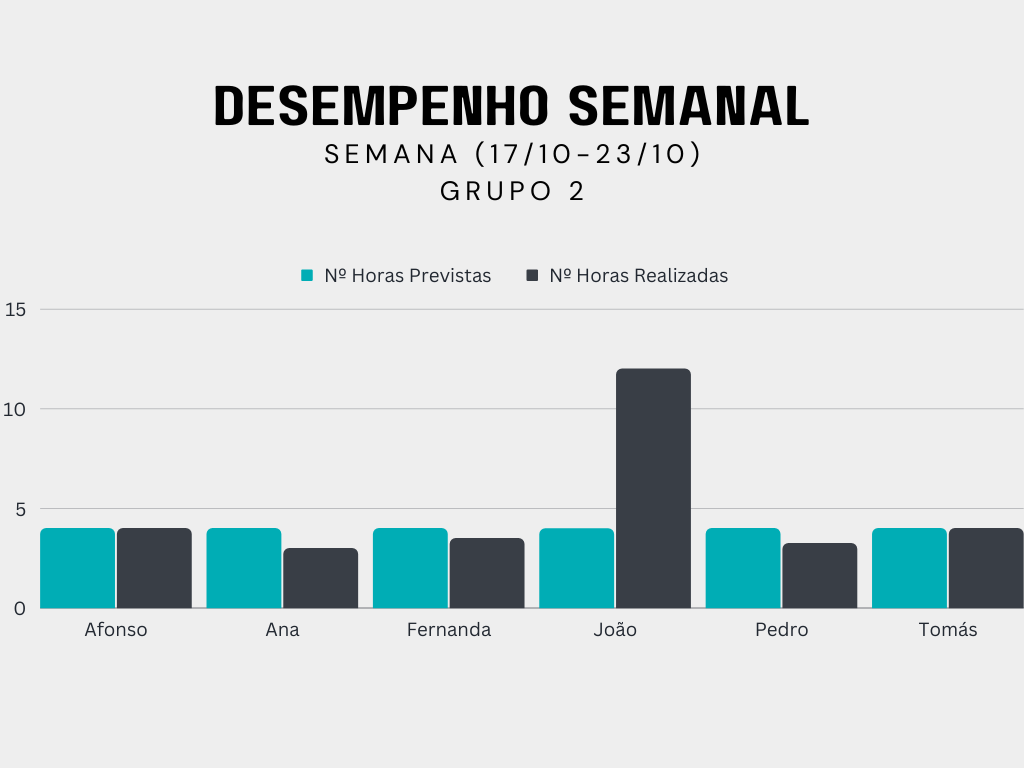 DESEMPENHO SEMANAL
SEMANA (17/10-23/10)
GRUPO 2
Nº Horas Previstas Nº Horas Realizadas
15
10
5
0
Afonso Ana Fernanda João Pedro Tomás